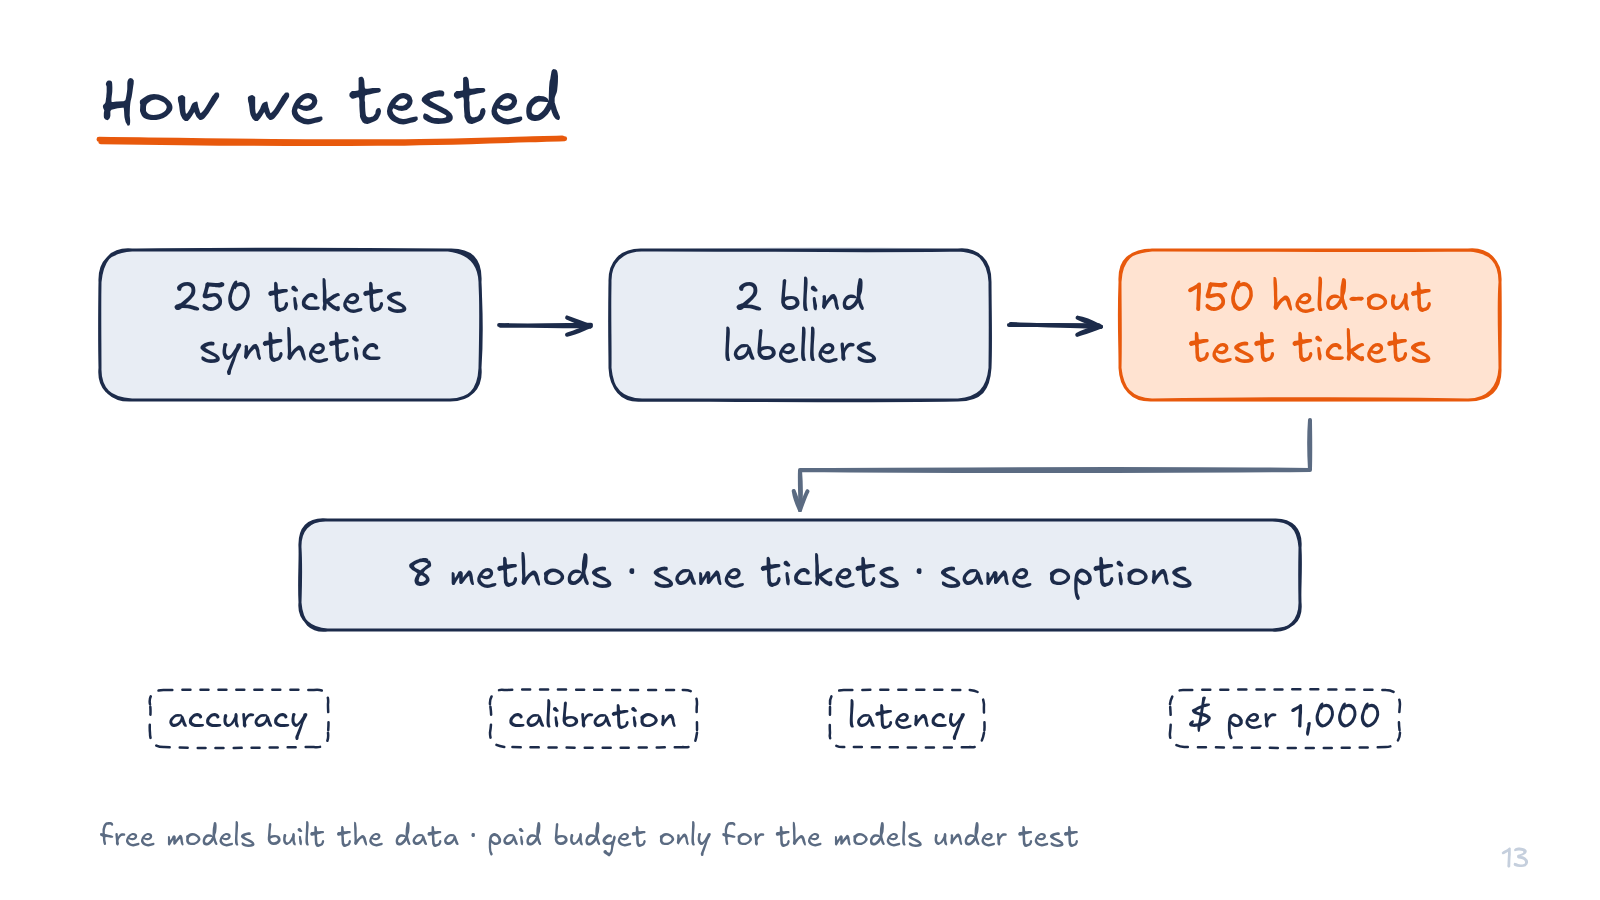 How we tested
250 tickets
synthetic
2 blind
labellers
150 held-out
test tickets
8 methods · same tickets · same options
accuracy
calibration
latency
$ per 1,000
free models built the data · paid budget only for the models under test
13